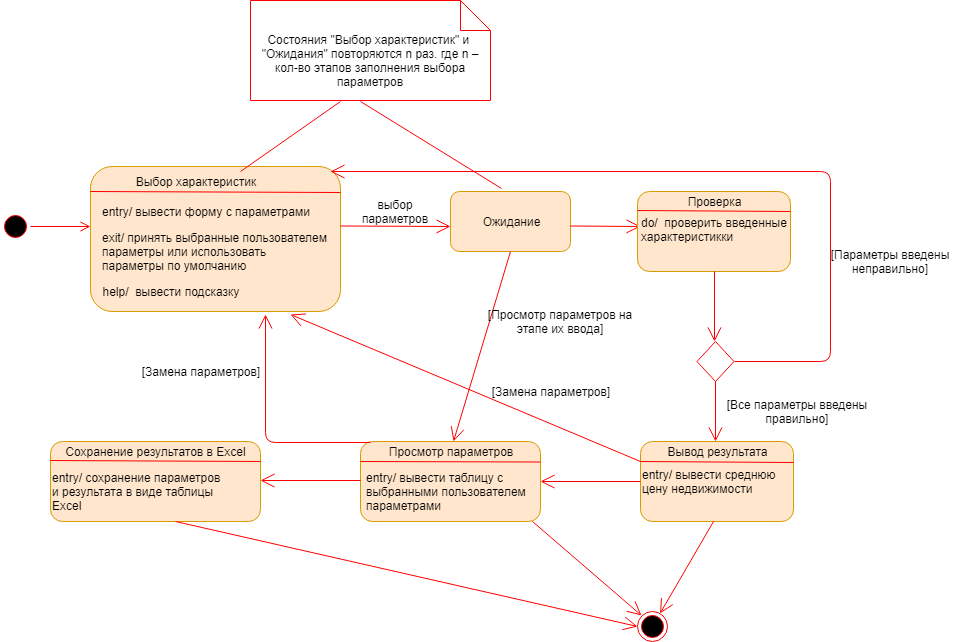 Состояния "Выбор характеристик" и
"Ожидания" повторяются n раз. где n –
кол-во этапов заполнения выбора
параметров
Выбор характеристик
entry/ вывести форму с параметрами
exit/ принять выбранные пользователем
параметры или использовать
параметры по умолчанию
help/ вывести подсказку
выбор
параметров
Ожидание
Проверка
do/ проверить введенные
характеристикки
[Параметры введены
неправильно]
[Просмотр параметров на
этапе их ввода]
[Замена параметров]
[Замена параметров]
[Все параметры введены
правильно]
Сохранение результатов в Excel
entry/ сохранение параметров
и результата в виде таблицы
Excel
Просмотр параметров
entry/ вывести таблицу с
выбранными пользователем
параметрами
Вывод результата
entry/ вывести среднюю
цену недвижимости